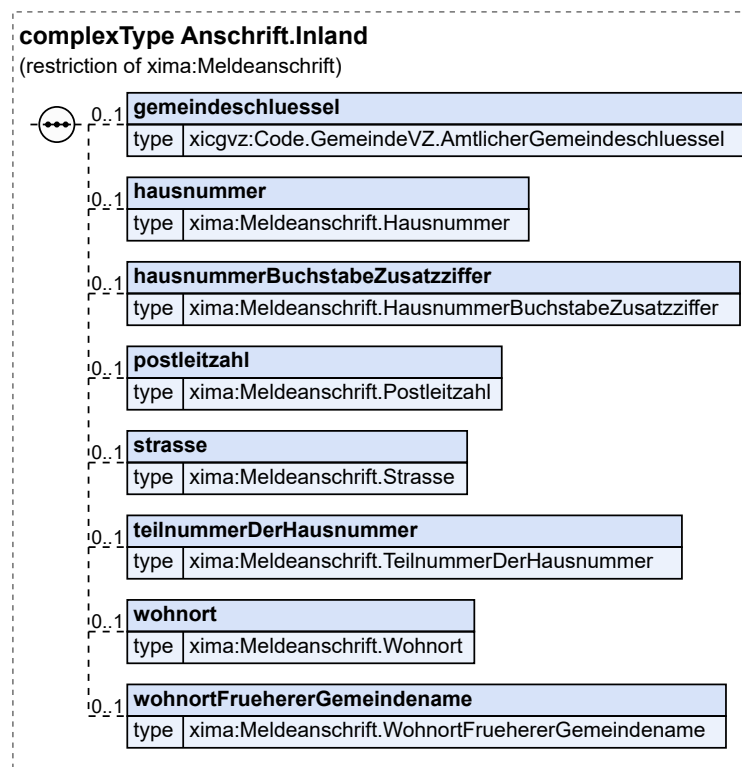 complexType Anschrift.Inland
(restriction of xima:Meldeanschrift)
0..1 gemeindeschluessel
type xicgvz:Code.GemeindeVZ.AmtlicherGemeindeschluessel
0..1 hausnummer
type xima:Meldeanschrift.Hausnummer
0..1 hausnummerBuchstabeZusatzziffer
type xima:Meldeanschrift.HausnummerBuchstabeZusatzziffer
0..1 postleitzahl
type xima:Meldeanschrift.Postleitzahl
0..1 strasse
type xima:Meldeanschrift.Strasse
0..1 teilnummerDerHausnummer
type xima:Meldeanschrift.TeilnummerDerHausnummer
0..1 wohnort
type xima:Meldeanschrift.Wohnort
0..1 wohnortFruehererGemeindename
type xima:Meldeanschrift.WohnortFruehererGemeindename